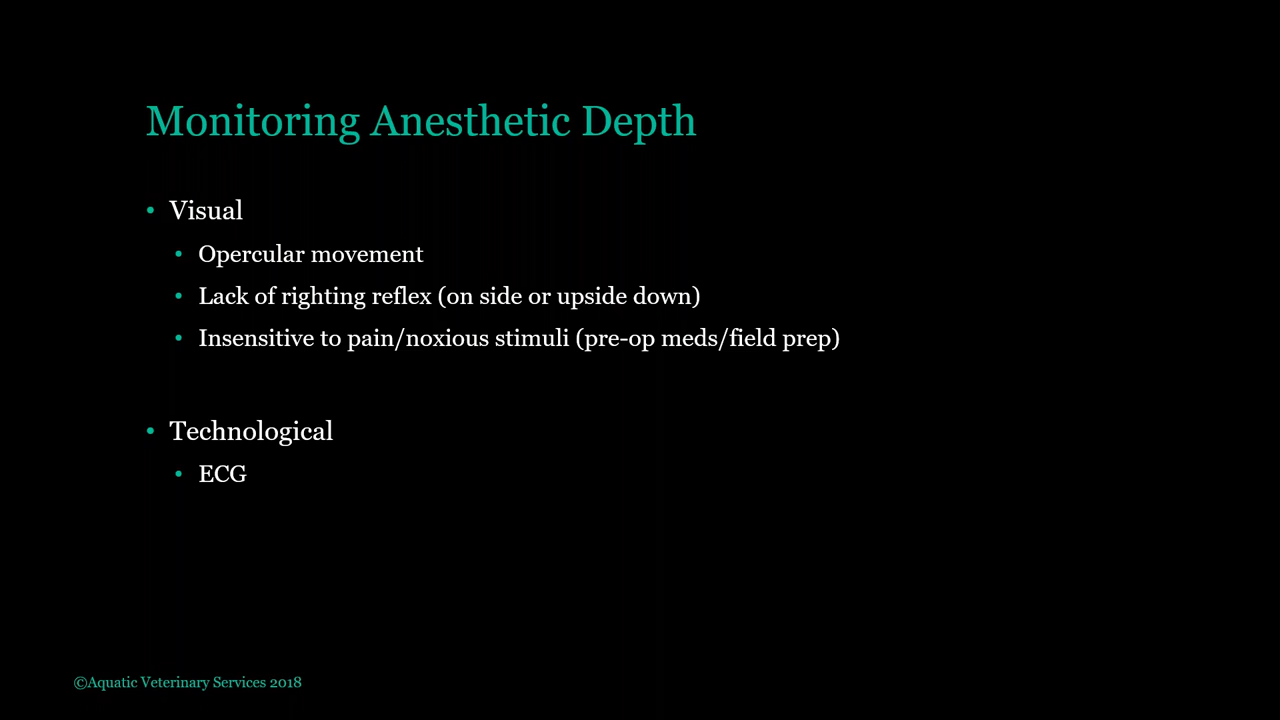 Monitoring Anesthetic Depth
• Visual
• Opercular movement
• Lack of righting reflex (on side or upside down)
• Insensitive to pain/noxious stimuli (pre-op meds/field prep)
• Technological
• ECG
©Aquatic Veterinary Services 2018